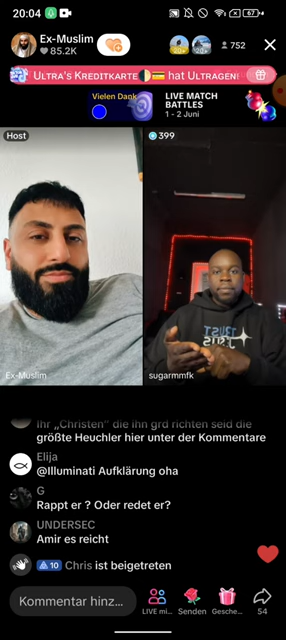 20:04
67
Ex-Muslim
85.2K
20
752
ULTRA'S KREDITKARTE🌓 hat ULTRAGEN!
Vielen Dank
LIVE MATCH
BATTLES
1 - 2 Juni
Host
399
Ex-Muslim
sugarmmfk
Ihr „Christen" die ihn grd richten seid die
größte Heuchler hier unter der Kommentare
Elija
@Illuminati Aufklärung oha
G
Rappt er ? Oder redet er?
UNDERSEC
Amir es reicht
10 Chris ist beigetreten
Kommentar hinz...
LIVE mi...
Senden
Gesche...
54